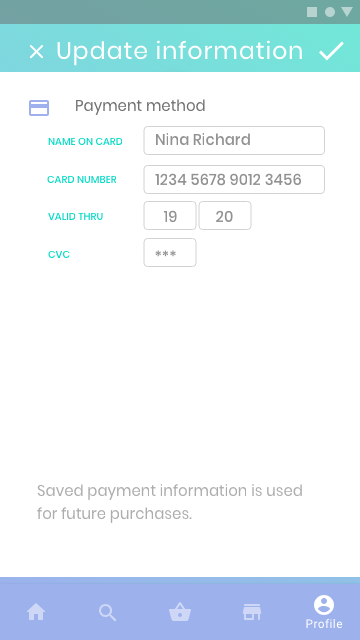 Update information
Payment method
NAME ON CARD Nina Richard
CARD NUMBER 1234 5678 9012 3456
VALID THRU 19 20
CVC ***
Saved payment information is used
for future purchases.
Profile